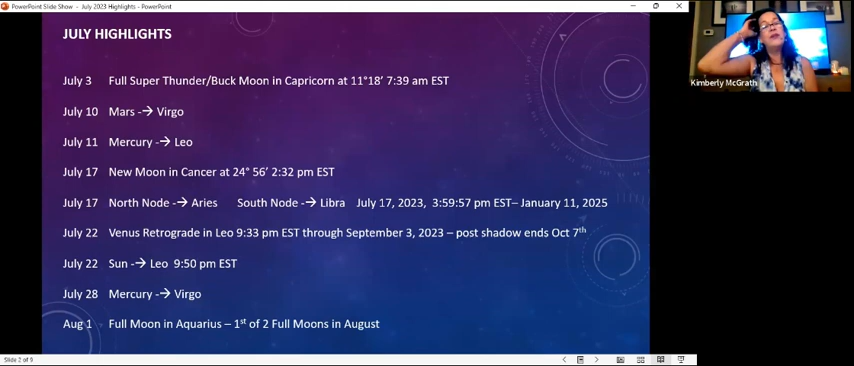 PowerPoint Slide Show - July 2023 Highlights - PowerPoint
JULY HIGHLIGHTS
July 3 Full Super Thunder/Buck Moon in Capricorn at 11°18' 7:39 am EST
July 10 Mars -→ Virgo
July 11 Mercury -→ Leo
July 17 New Moon in Cancer at 24° 56' 2:32 pm EST
July 17 North Node -→ Aries South Node -→ Libra July 17, 2023, 3:59:57 pm EST– January 11, 2025
July 22 Venus Retrograde in Leo 9:33 pm EST through September 3, 2023 – post shadow ends Oct 7th
July 22 Sun -→ Leo 9:50 pm EST
July 28 Mercury -→ Virgo
Aug 1 Full Moon in Aquarius – 1st of 2 Full Moons in August
Kimberly McGrath
Slide 2 of 9